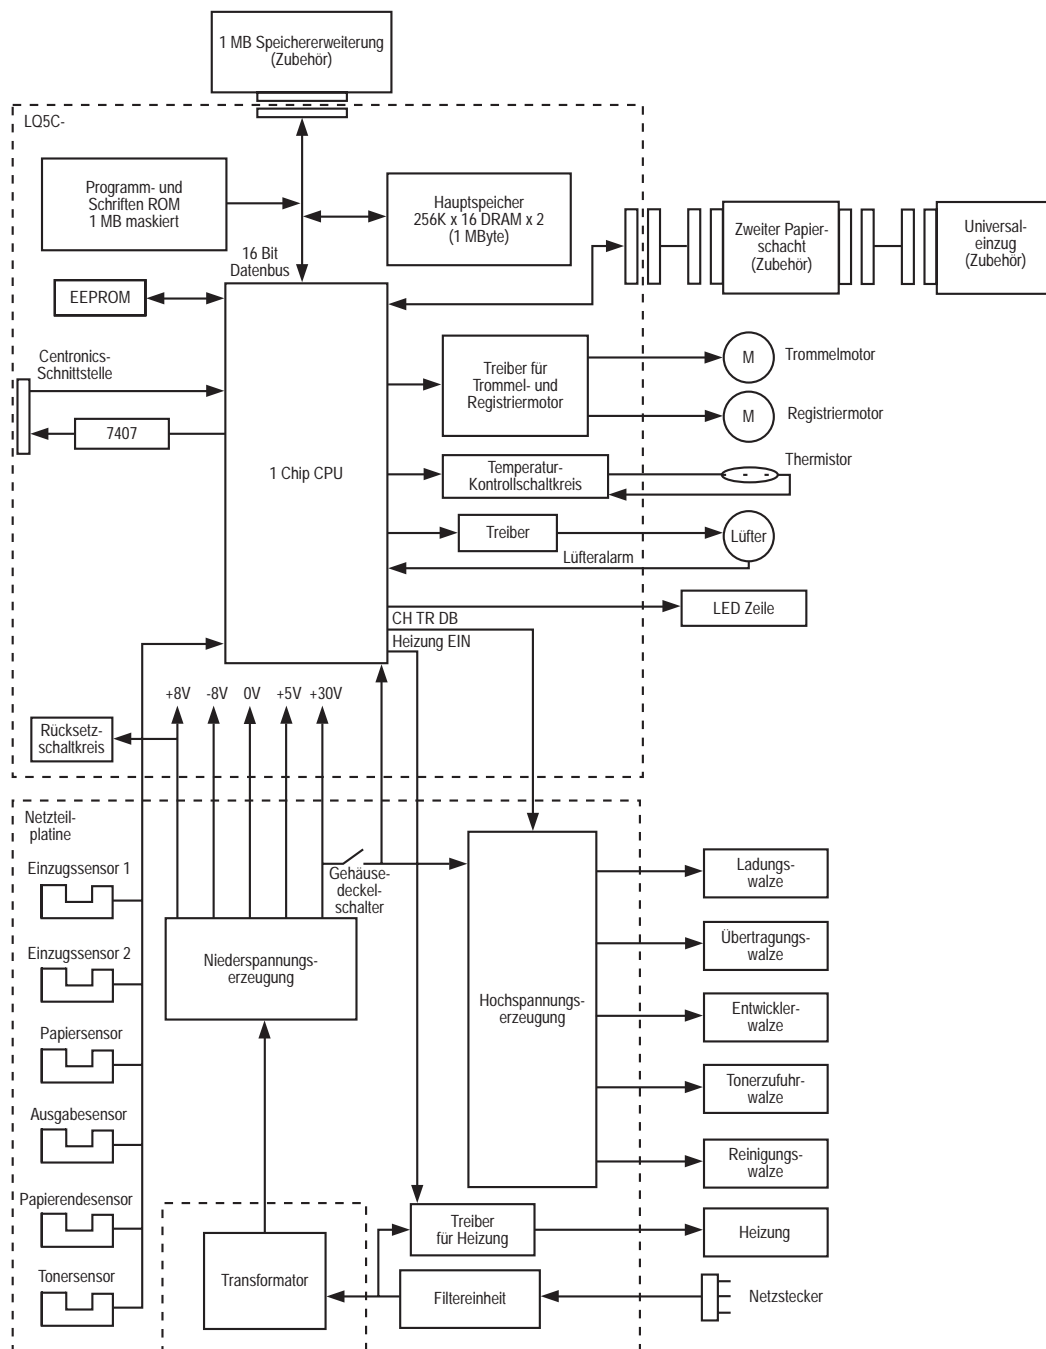 1 MB Speichererweiterung
(Zubehör)
LQ5C-
Programm- und
Schriften ROM
1 MB maskiert
Hauptspeicher
256K x 16 DRAM x 2
(1 MByte)
Zweiter Papier-
schacht
(Zubehör)
Universal-
einzug
(Zubehör)
16 Bit
Datenbus
EEPROM
Centronics-
Schnittstelle
7407
1 Chip CPU
Treiber für
Trommel- und
Registriermotor
M
Trommelmotor
M
Registriermotor
Temperatur-
Kontrollschaltkreis
Thermistor
Treiber
Lüfter
Lüfteralarm
LED Zeile
CH TR DB
Heizung EIN
+8V
-8V
0V
+5V
+30V
Rücksetz-
schaltkreis
Netzteil-
platine
Einzugssensor 1
Einzugssensor 2
Papiersensor
Ausgabesensor
Papierendesensor
Tonersensor
Gehäuse-
deckel-
schalter
Niederspannungs-
erzeugung
Hochspannungs-
erzeugung
Ladungs-
walze
Übertragungs-
walze
Entwickler-
walze
Tonerzufuhr-
walze
Reinigungs-
walze
Treiber
für Heizung
Heizung
Transformator
Filtereinheit
Netzstecker